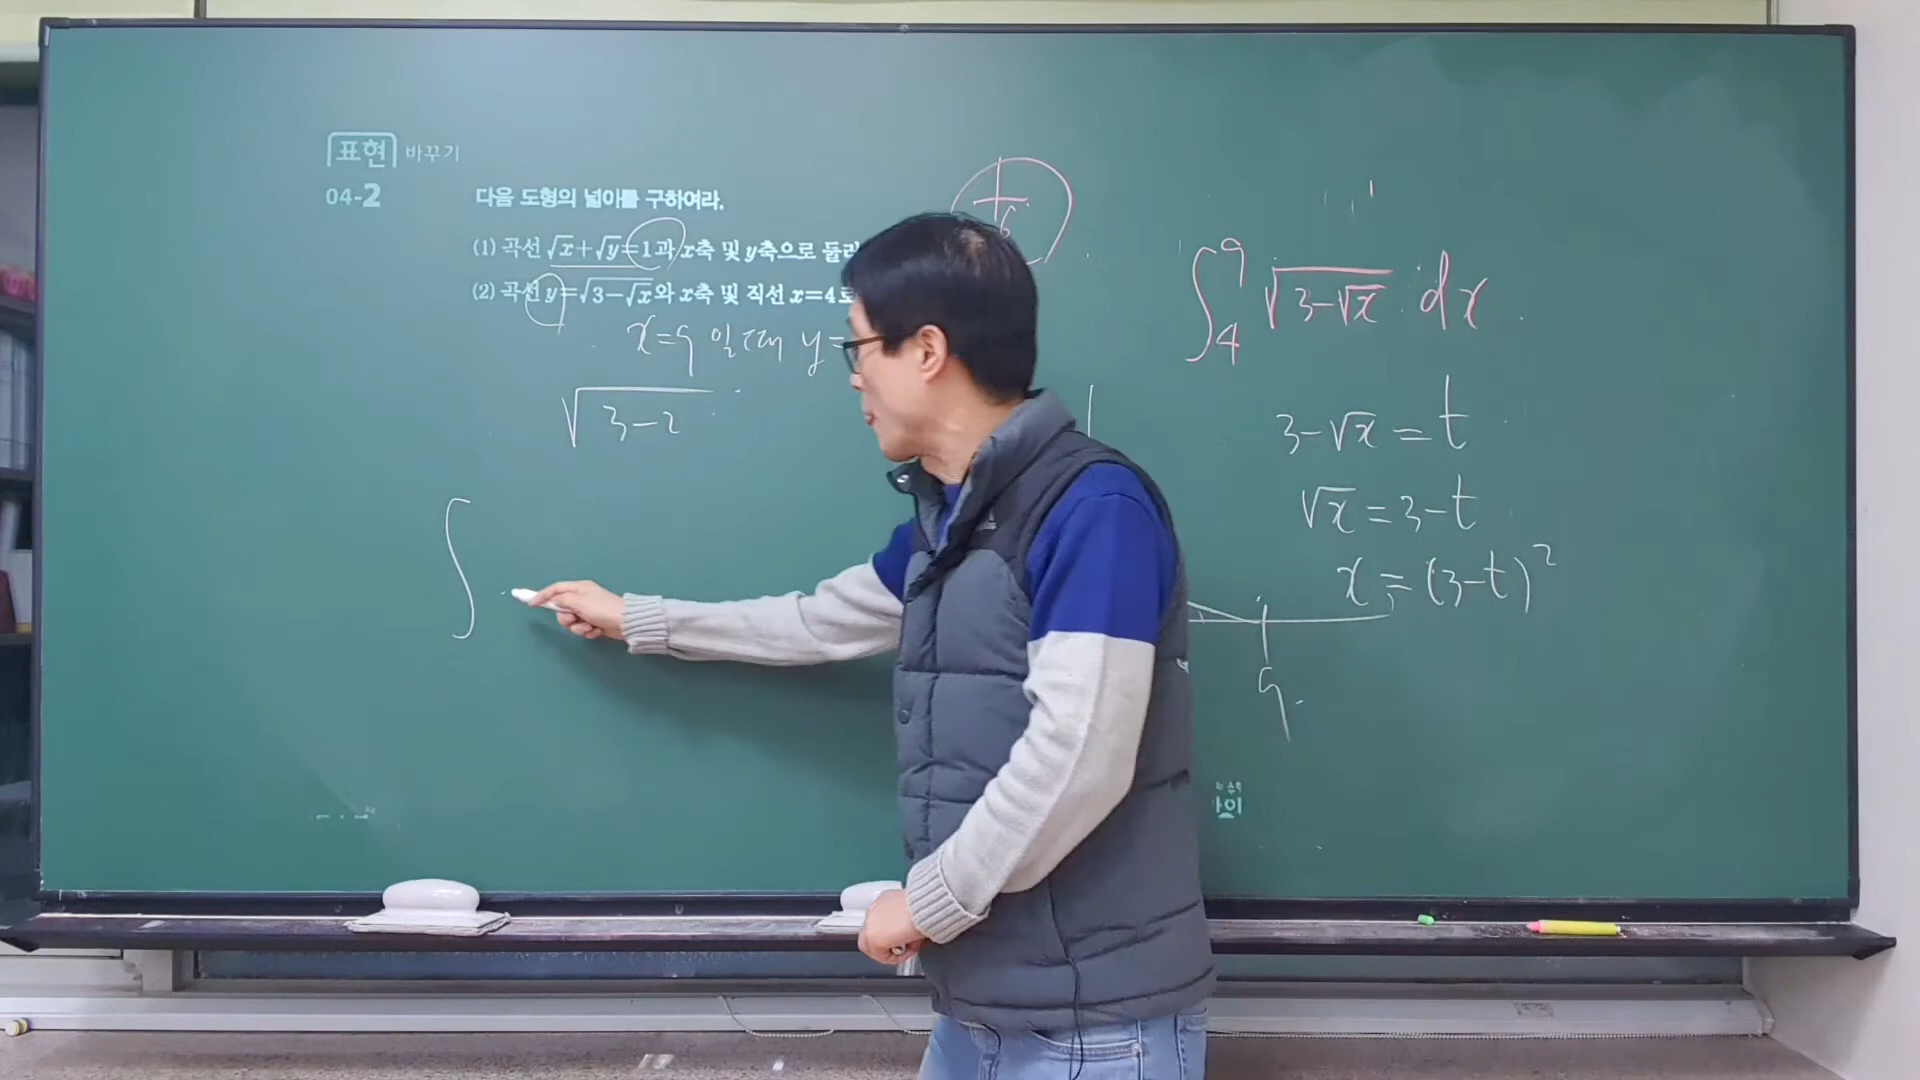 표현 바꾸기
04-2 다음 도형의 넓이를 구하여라.
(1) 곡선 √x+√y=1과 x축 및 y축으로 둘러
(2) 곡선 y=√(3-√x)와 x축 및 직선 x=4로
x=9 일때 y=
√(3-2)
∫
1/6
∫₄⁹ √(3-√x) dx
3-√x = t
√x = 3-t
x = (3-t)²
9